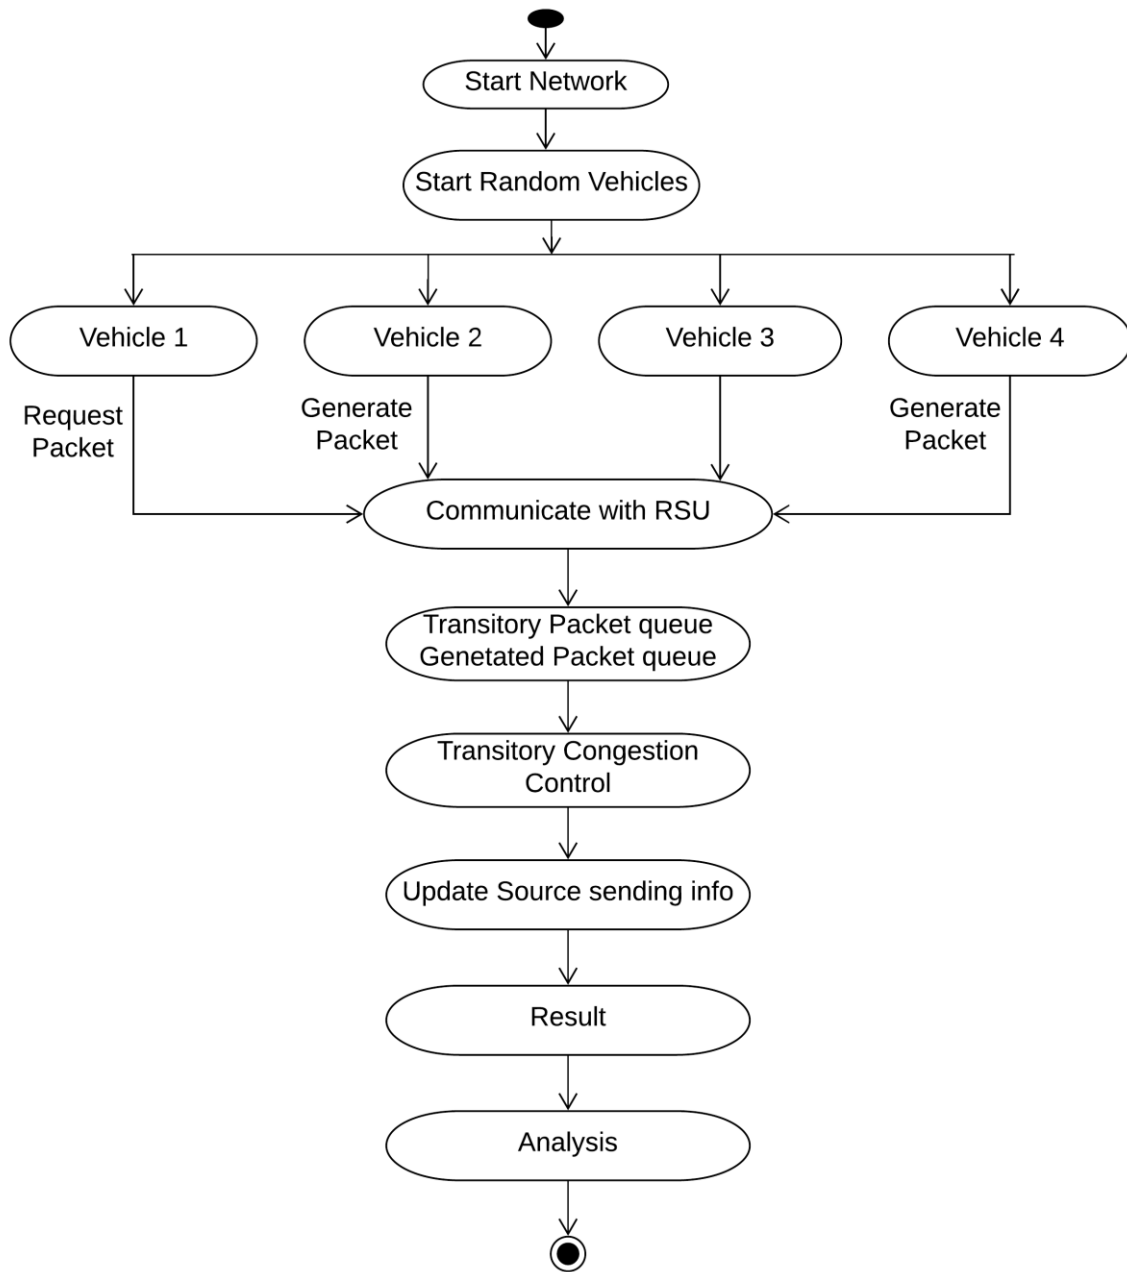 Start Network
Start Random Vehicles
Vehicle 1
Vehicle 2
Vehicle 3
Vehicle 4
Request
Packet
Generate
Packet
Generate
Packet
Communicate with RSU
Transitory Packet queue
Genetated Packet queue
Transitory Congestion
Control
Update Source sending info
Result
Analysis